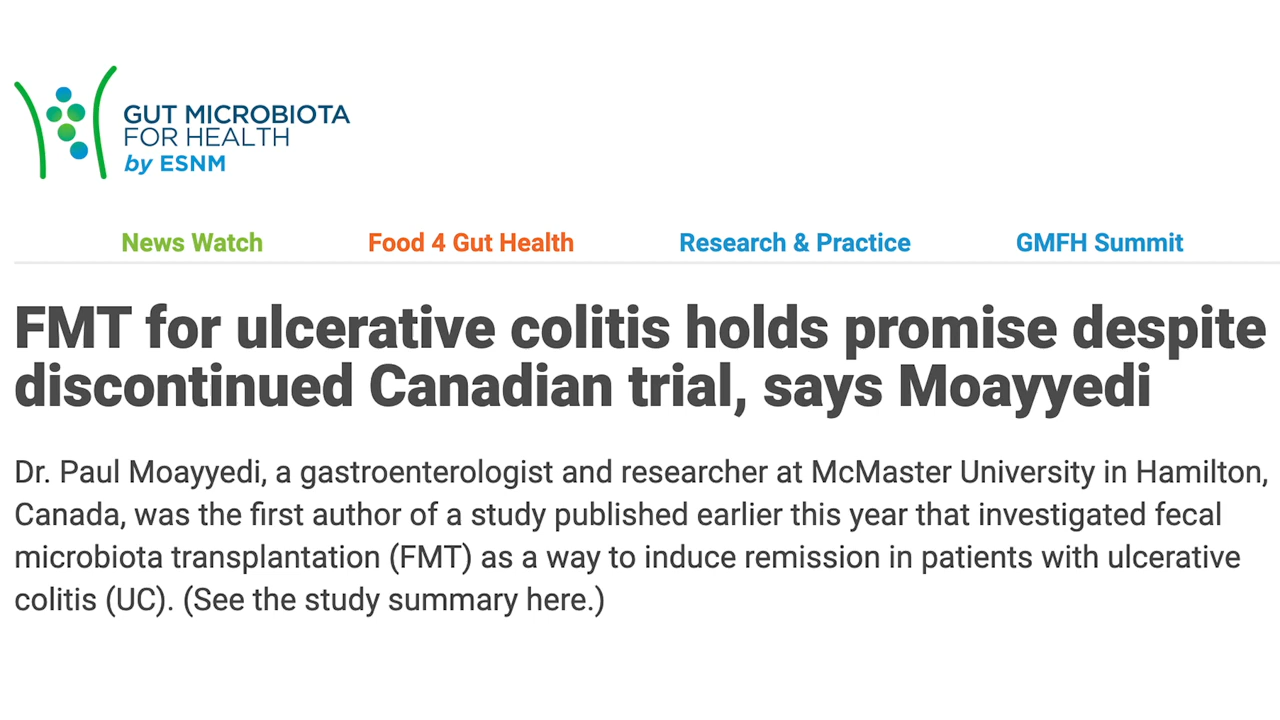 GUT MICROBIOTA
FOR HEALTH
by ESNM
News Watch Food 4 Gut Health Research & Practice GMFH Summit
FMT for ulcerative colitis holds promise despite
discontinued Canadian trial, says Moayyedi
Dr. Paul Moayyedi, a gastroenterologist and researcher at McMaster University in Hamilton,
Canada, was the first author of a study published earlier this year that investigated fecal
microbiota transplantation (FMT) as a way to induce remission in patients with ulcerative
colitis (UC). (See the study summary here.)